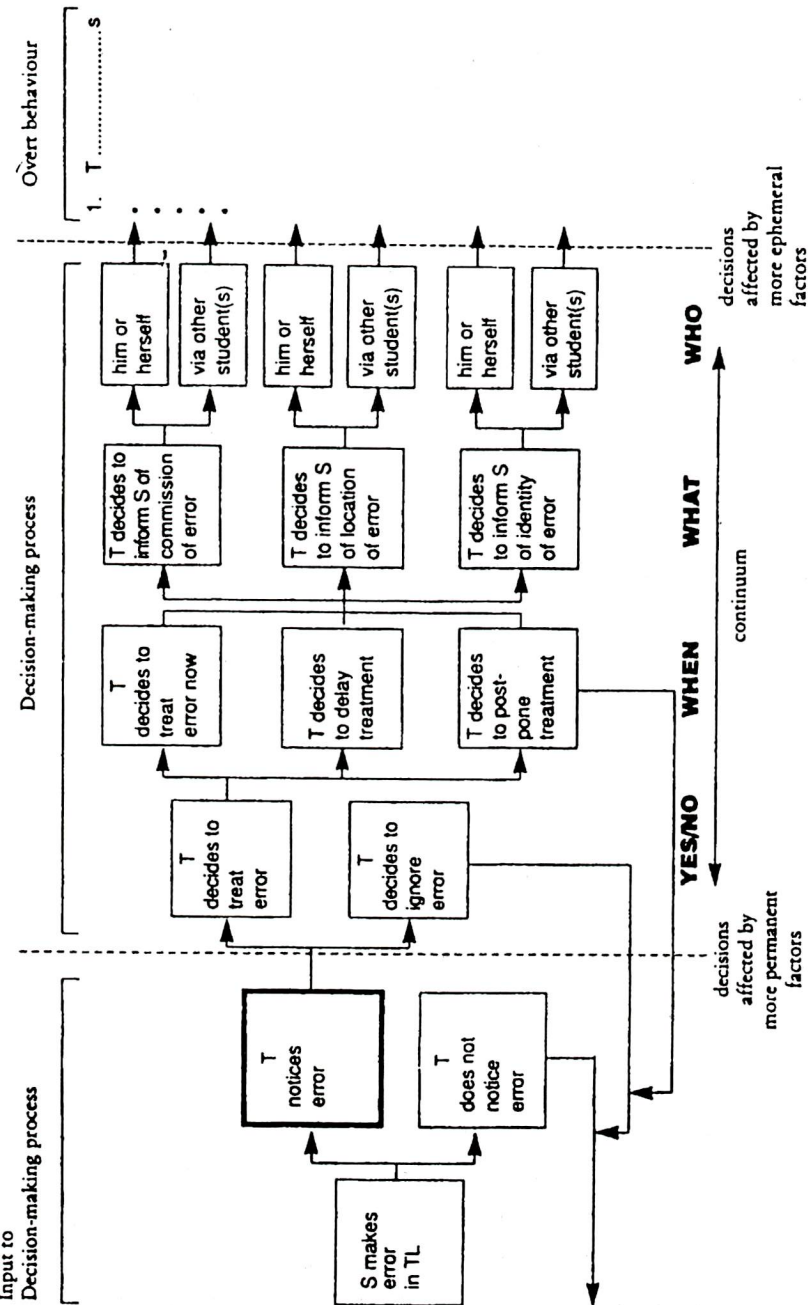 Input to
Decision-making process
Decision-making process
Overt behaviour
S makes
error
in TL
T
notices
error
T
does not
notice
error
T
decides to
treat
error
T
decides to
ignore
error
T
decides to
treat
error now
T decides
to delay
treatment
T decides
to post-
pone
treatment
T decides to
inform S of
commission
of error
T decides
to inform S
of location
of error
T decides
to inform S
of identity
of error
him or
herself
via other
student(s)
him or
herself
via other
student(s)
him or
herself
via other
student(s)
1. T ........................s
YES/NO
WHEN
WHAT
WHO
decisions
affected by
more permanent
factors
continuum
decisions
affected by
more ephemeral
factors